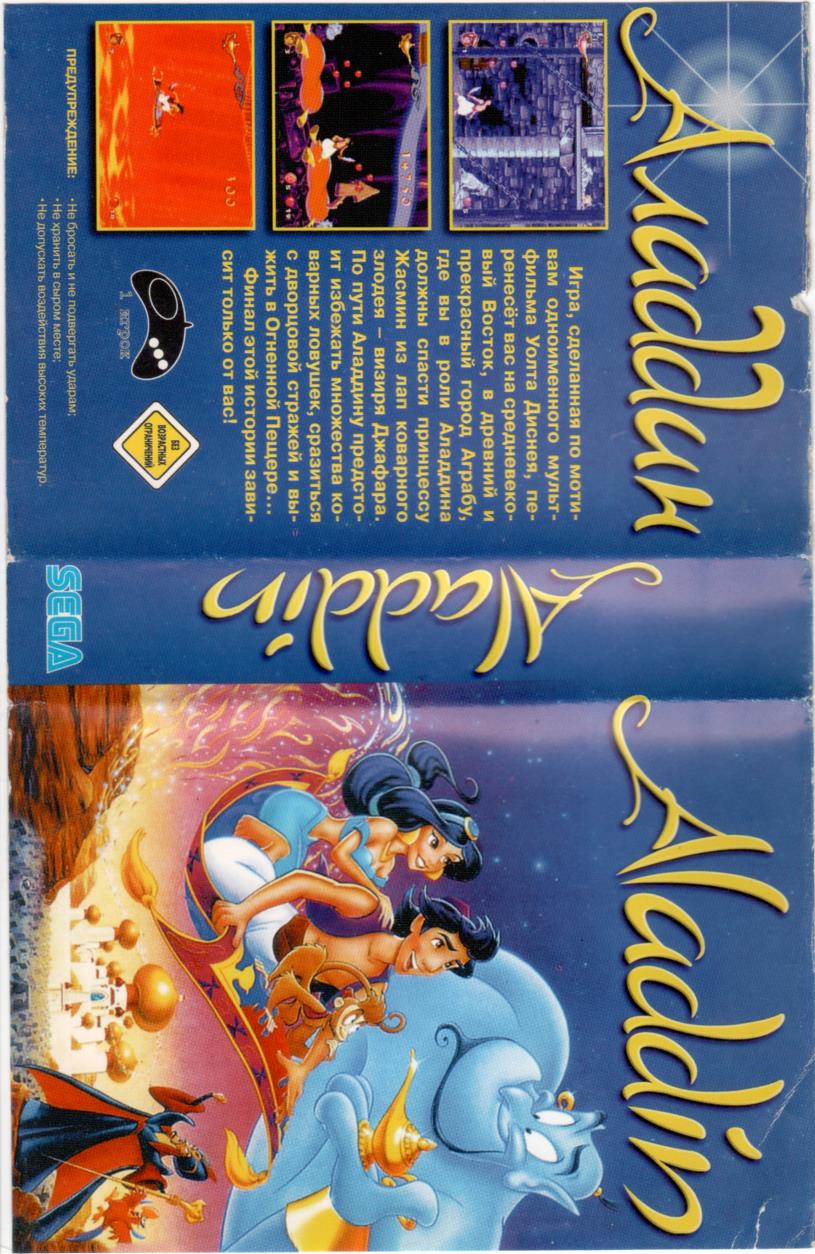 Аладдин
Игра, сделанная по моти-
вам одноименного мульт-
фильма Уолта Диснея, пе-
ренесёт вас на средневеко-
вый Восток, в древний и
прекрасный город Аграбу,
где вы в роли Аладдина
должны спасти принцессу
Жасмин из лап коварного
злодея – визиря Джафара.
По пути Аладдину предсто-
ит избежать множества ко-
варных ловушек, сразиться
с дворцовой стражей и вы-
жить в Огненной Пещере...
Финал этой истории зави-
сит только от вас!
14750
100
1 игрок
БЕЗ
ВОЗРАСТНЫХ
ОГРАНИЧЕНИЙ
ПРЕДУПРЕЖДЕНИЕ:
• Не бросать и не подвергать ударам;
• Не хранить в сыром месте;
• Не допускать воздействия высоких температур.
Aladdin
SEGA
Aladdin